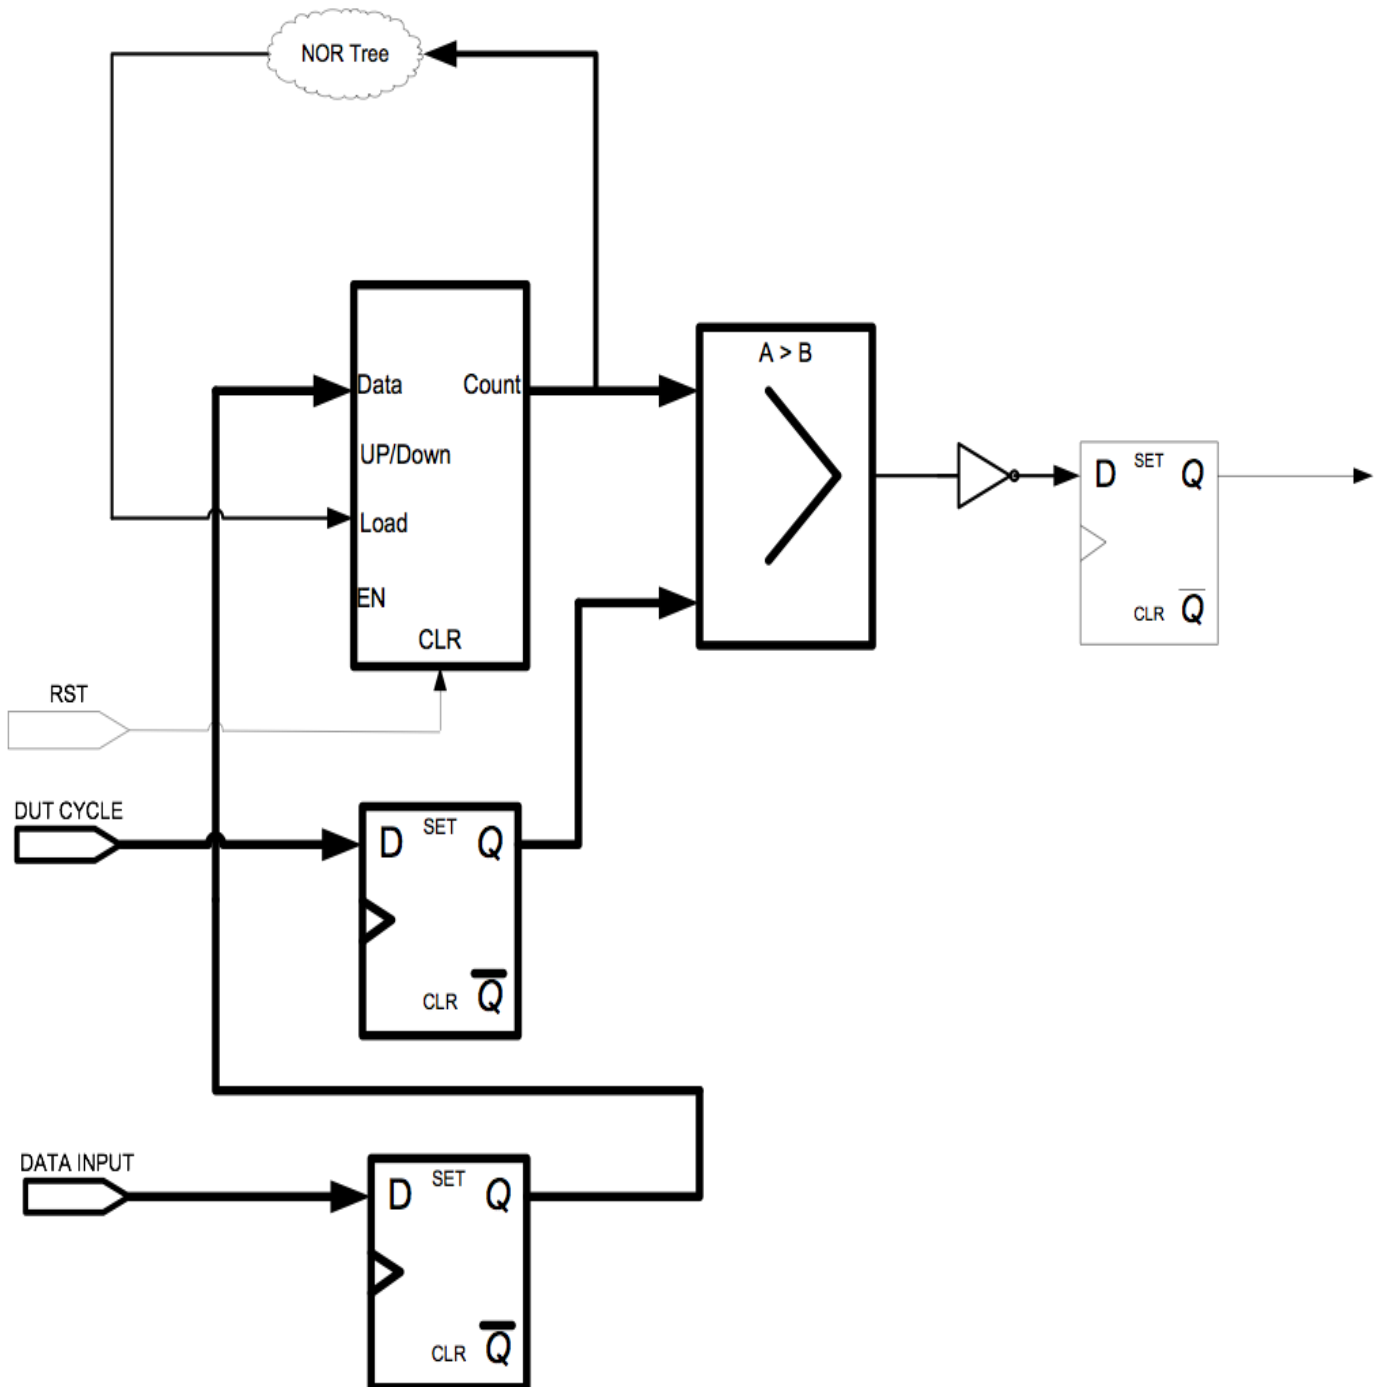 NOR Tree
A > B
Data Count
UP/Down
Load
EN
CLR
D SET Q
CLR Q̅
RST
DUT CYCLE
D SET Q
CLR Q̅
DATA INPUT
D SET Q
CLR Q̅